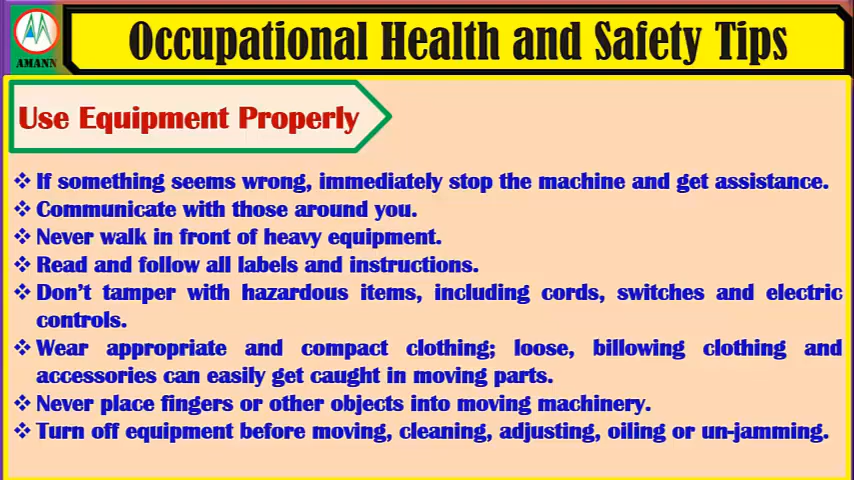 AMANN
Occupational Health and Safety Tips
Use Equipment Properly
❖ If something seems wrong, immediately stop the machine and get assistance.
❖ Communicate with those around you.
❖ Never walk in front of heavy equipment.
❖ Read and follow all labels and instructions.
❖ Don't tamper with hazardous items, including cords, switches and electric
controls.
❖ Wear appropriate and compact clothing; loose, billowing clothing and
accessories can easily get caught in moving parts.
❖ Never place fingers or other objects into moving machinery.
❖ Turn off equipment before moving, cleaning, adjusting, oiling or un-jamming.